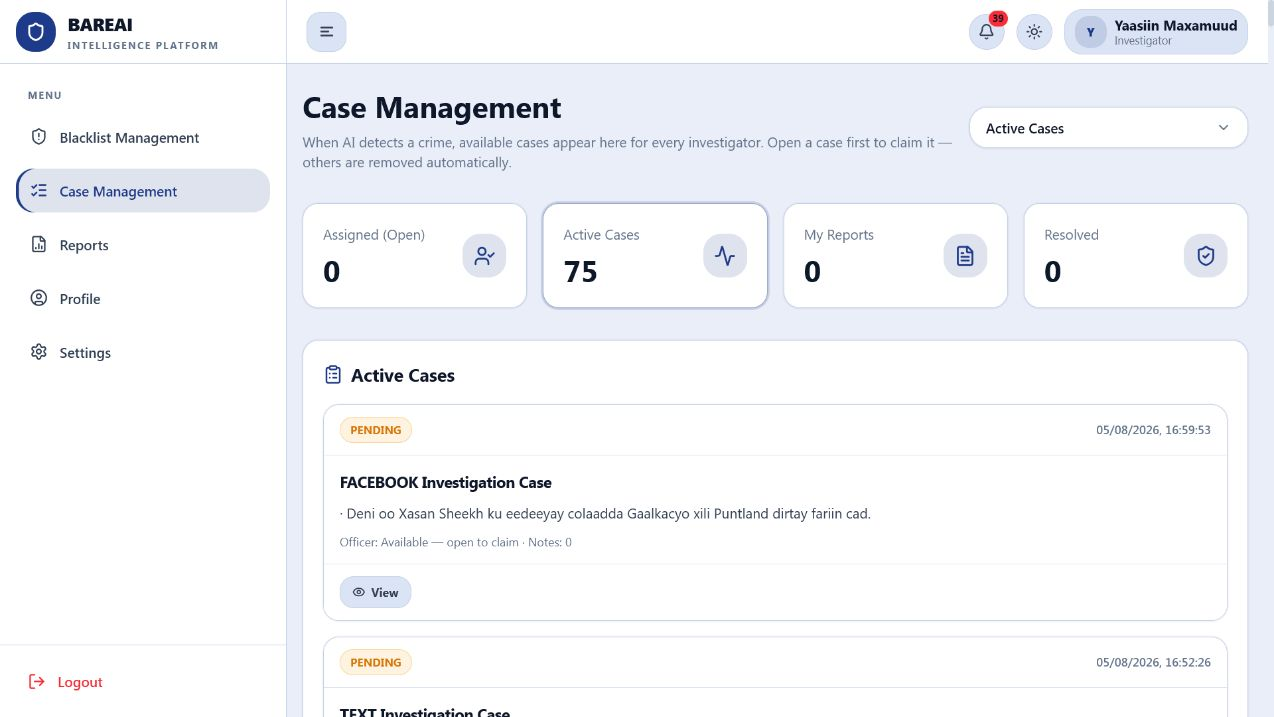 BAREAI
INTELLIGENCE PLATFORM
39
Y
Yaasiin Maxamuud
Investigator
MENU
Blacklist Management
Case Management
Reports
Profile
Settings
Logout
Case Management
When AI detects a crime, available cases appear here for every investigator. Open a case first to claim it —
others are removed automatically.
Active Cases
Assigned (Open)
0
Active Cases
75
My Reports
0
Resolved
0
Active Cases
PENDING
05/08/2026, 16:59:53
FACEBOOK Investigation Case
· Deni oo Xasan Sheekh ku eedeeyay colaadda Gaalkacyo xili Puntland dirtay fariin cad.
Officer: Available — open to claim · Notes: 0
View
PENDING
05/08/2026, 16:52:26
TEXT Investigation Case